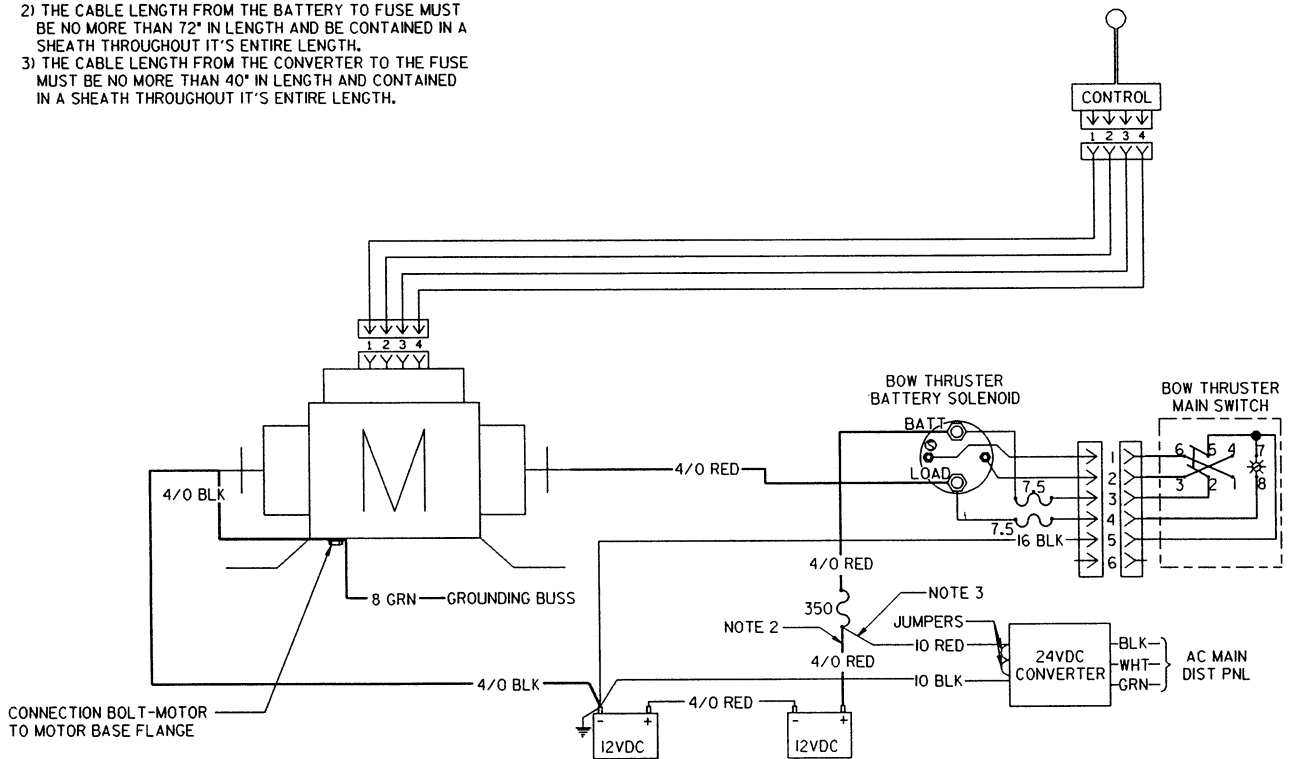 2) THE CABLE LENGTH FROM THE BATTERY TO FUSE MUST
BE NO MORE THAN 72" IN LENGTH AND BE CONTAINED IN A
SHEATH THROUGHOUT IT'S ENTIRE LENGTH.
3) THE CABLE LENGTH FROM THE CONVERTER TO THE FUSE
MUST BE NO MORE THAN 40" IN LENGTH AND CONTAINED
IN A SHEATH THROUGHOUT IT'S ENTIRE LENGTH.
CONTROL
1 2 3 4
1 2 3 4
M
BOW THRUSTER
BATTERY SOLENOID
BOW THRUSTER
MAIN SWITCH
BATT
LOAD
4/0 RED
4/0 BLK
7.5
7.5
16 BLK
1
2
3
4
5
6
6 5 4 7
3 2 1 8
4/0 RED
8 GRN
GROUNDING BUSS
350
NOTE 3
NOTE 2
JUMPERS
10 RED
4/0 RED
24VDC
CONVERTER
BLK
WHT
GRN
AC MAIN
DIST PNL
10 BLK
4/0 BLK
4/0 RED
CONNECTION BOLT-MOTOR
TO MOTOR BASE FLANGE
- +
12VDC
- +
12VDC